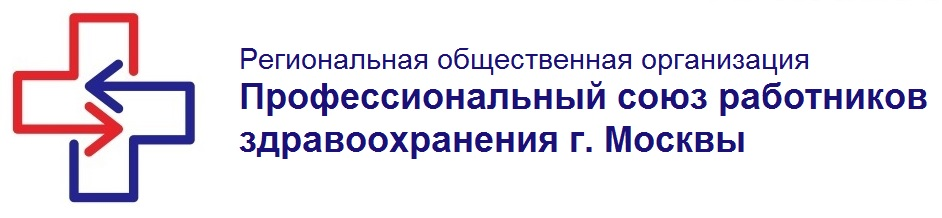 Региональная общественная организация
Профессиональный союз работников
здравоохранения г. Москвы